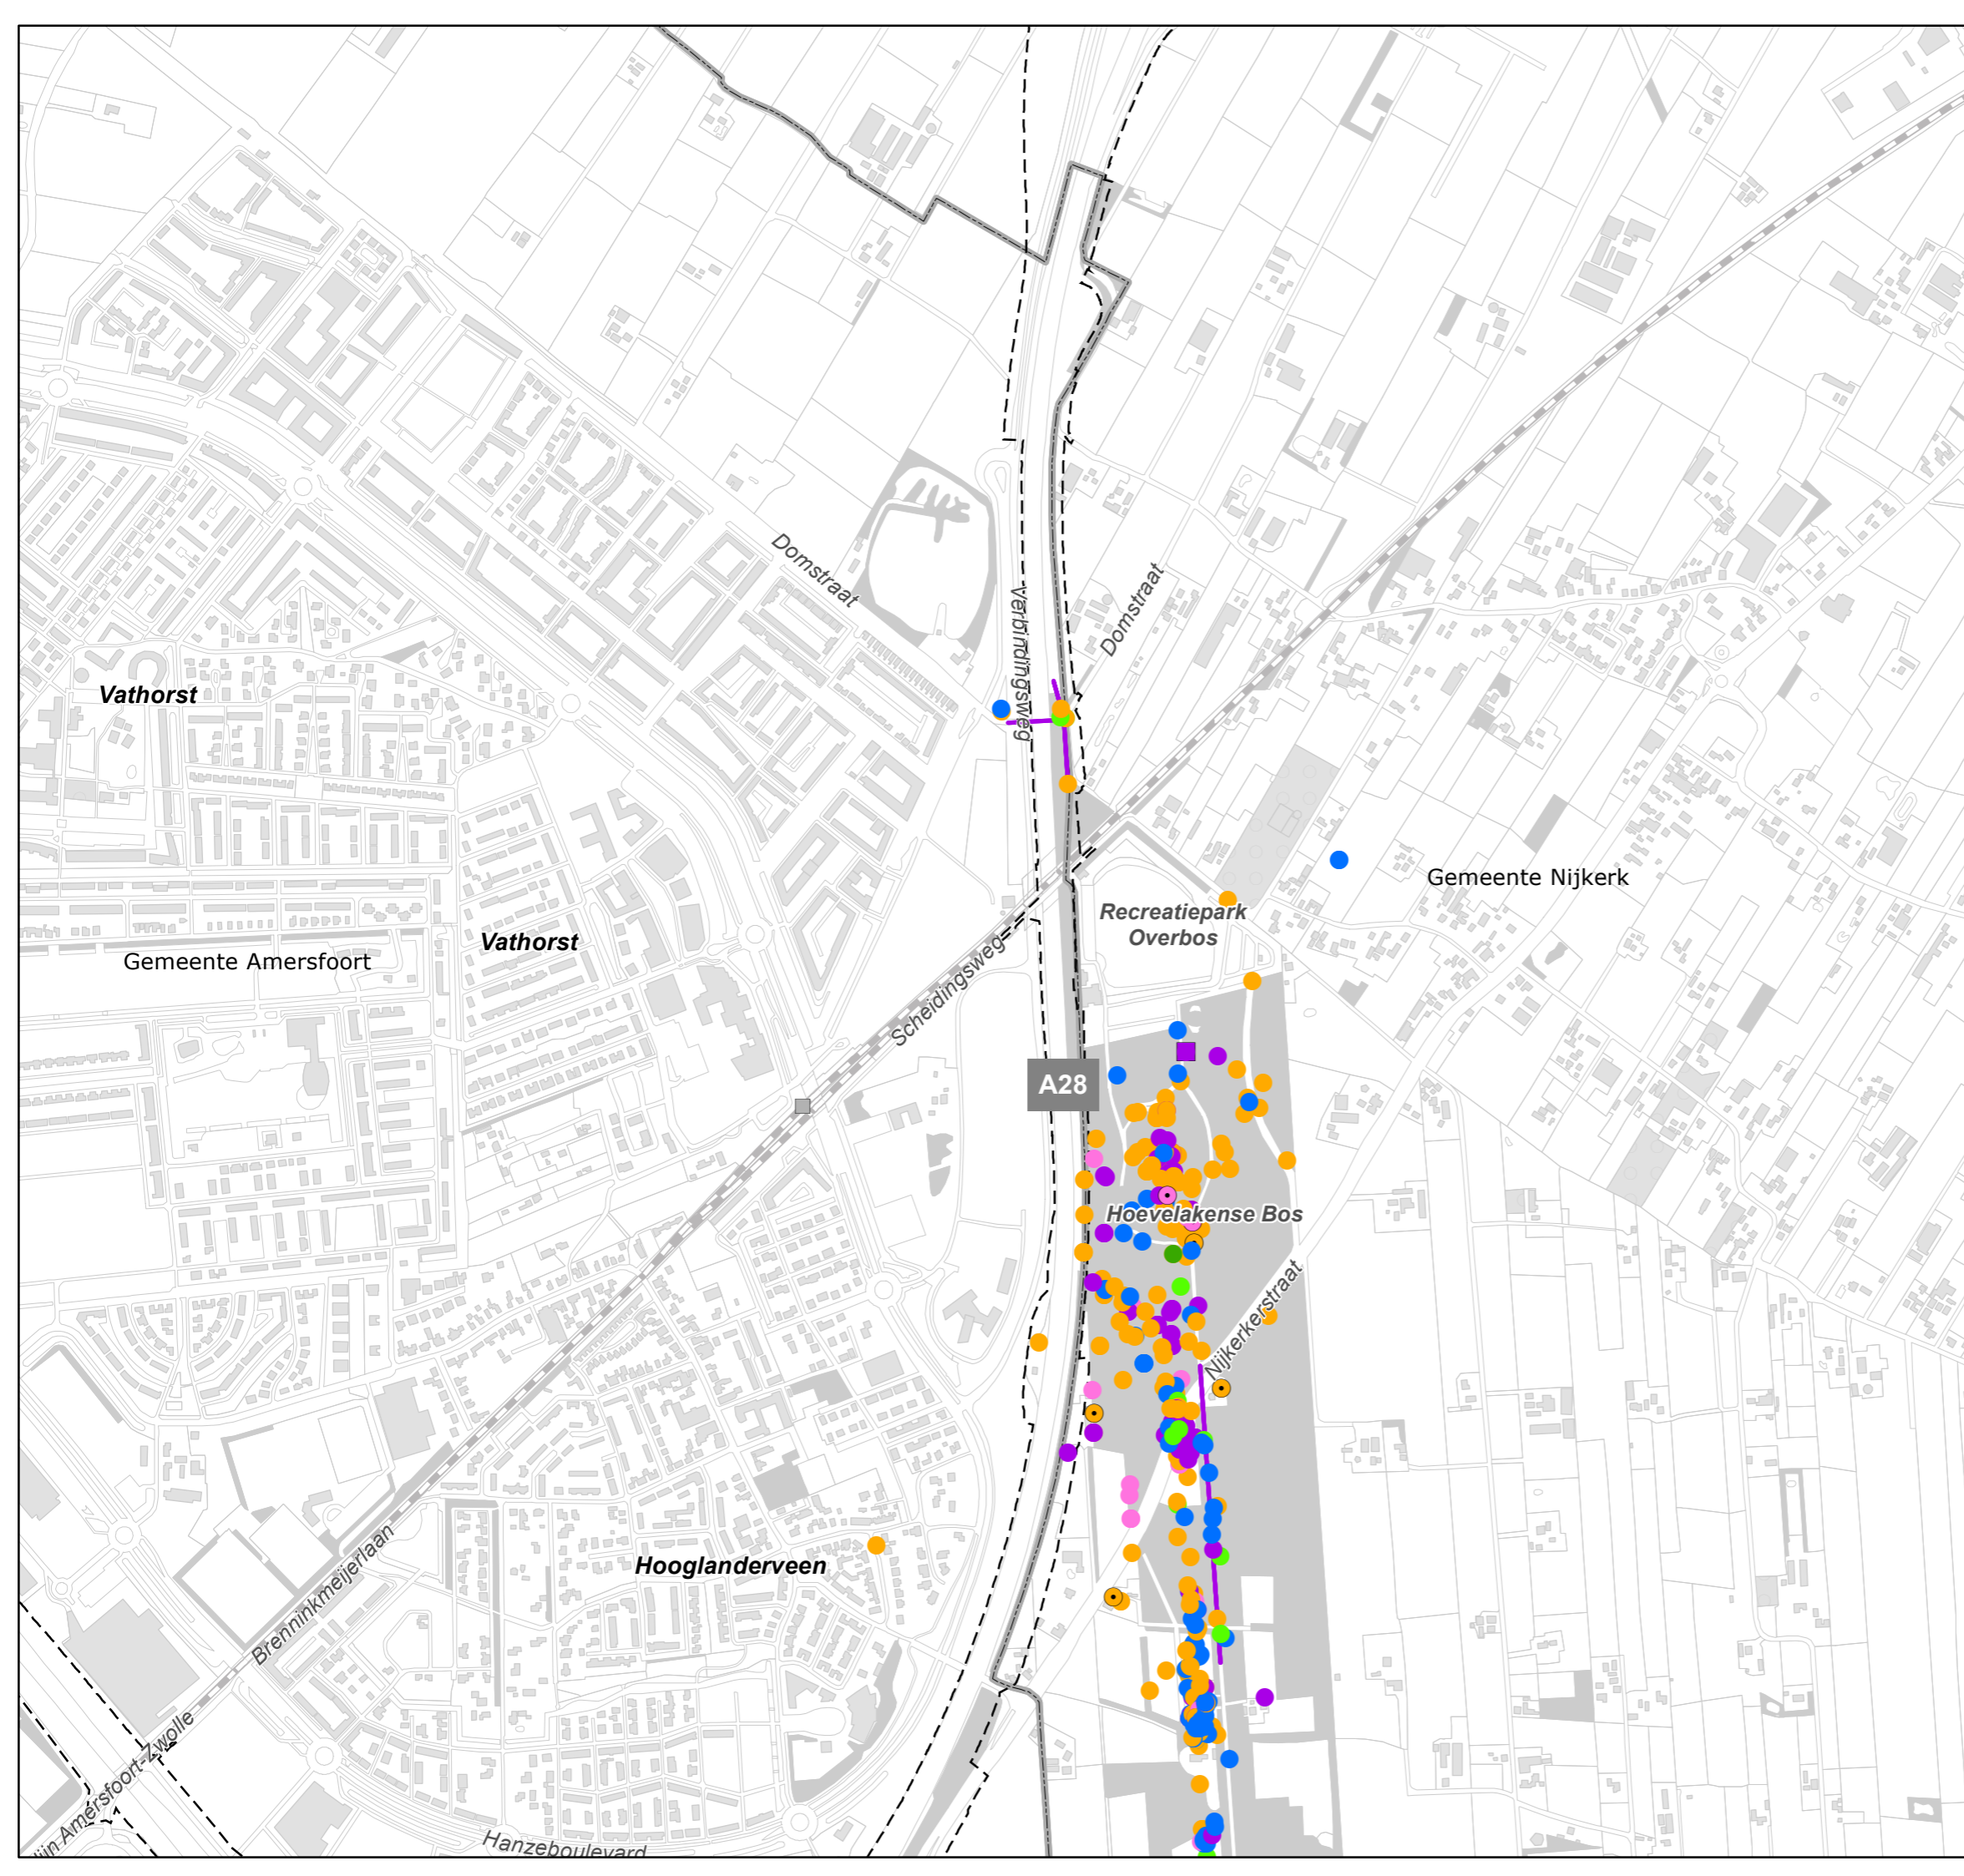 Domstraat
Verbindingsweg
Domstraat
Vathorst
Gemeente Nijkerk
Recreatiepark
Overbos
Vathorst
Gemeente Amersfoort
Scheidingsweg
A28
Hoevelakense Bos
Nijkerkerstraat
Hooglanderveen
Brenninkmeijerlaan
lijn Amersfoort-Zwolle
Hanzeboulevard